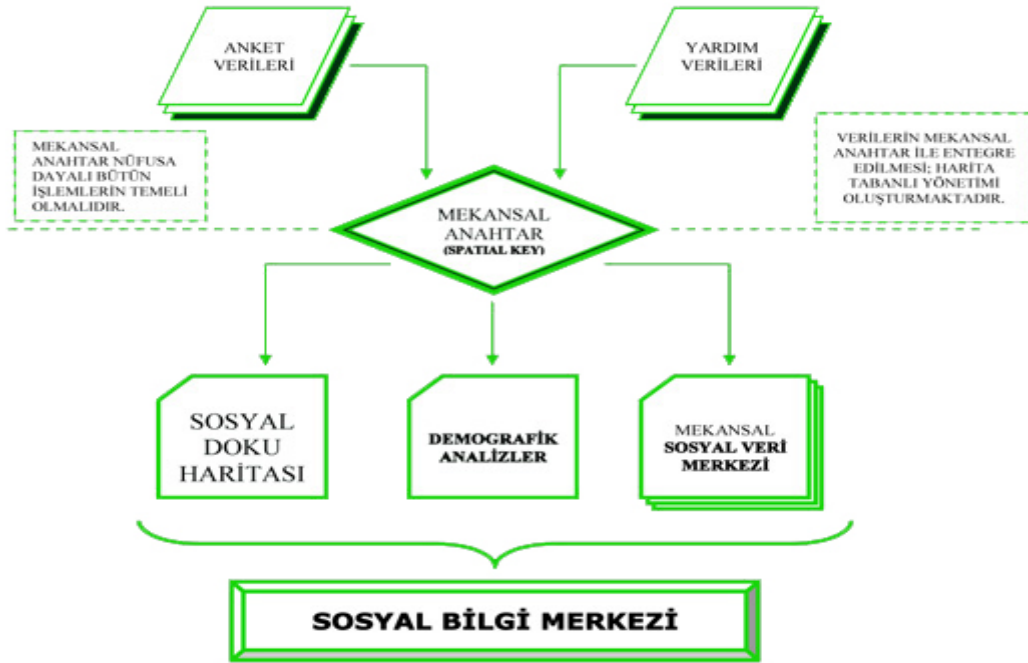 ANKET
VERİLERİ
YARDIM
VERİLERİ
MEKANSAL
ANAHTAR NÜFUSA
DAYALI BÜTÜN
İŞLEMLERİN TEMELİ
OLMALIDIR.
VERİLERİN MEKANSAL
ANAHTAR İLE ENTEGRE
EDİLMESİ; HARİTA
TABANLI YÖNETİMİ
OLUŞTURMAKTADIR.
MEKANSAL
ANAHTAR
(SPATIAL KEY)
SOSYAL
DOKU
HARİTASI
DEMOGRAFİK
ANALİZLER
MEKANSAL
SOSYAL VERİ
MERKEZİ
SOSYAL BİLGİ MERKEZİ